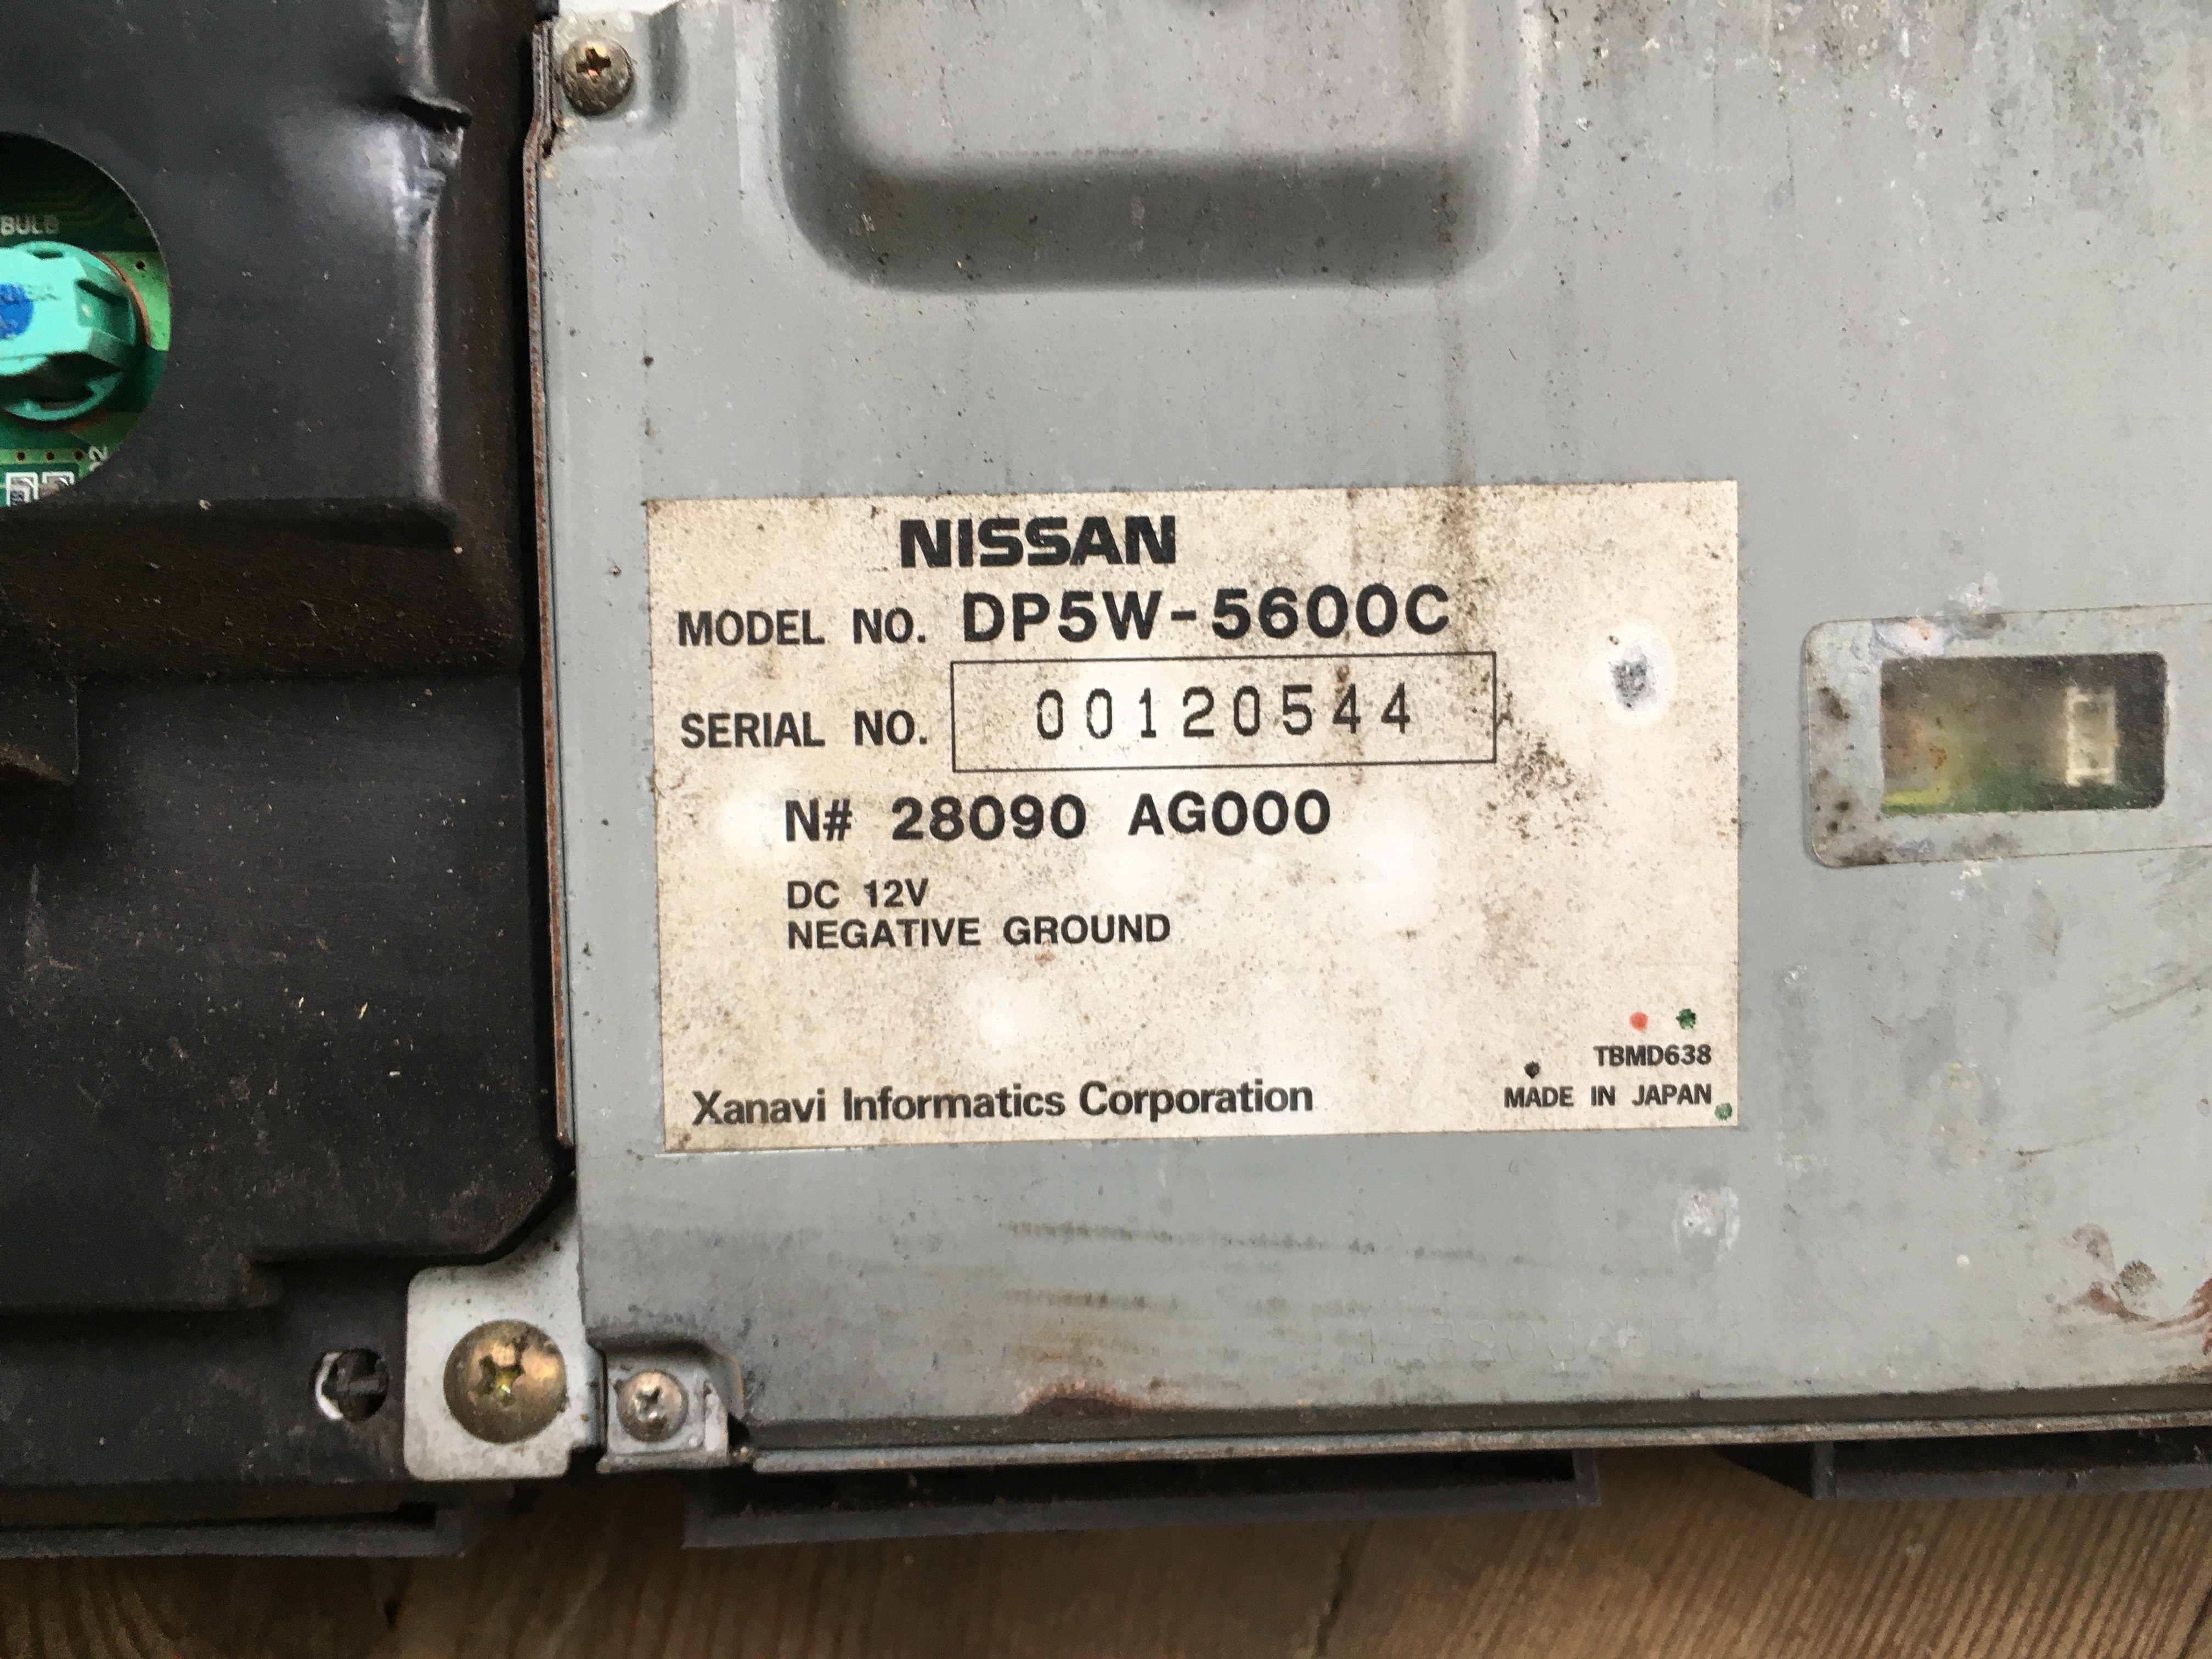 BULB
NISSAN
MODEL NO. DP5W-5600C
SERIAL NO. 00120544
N# 28090 AG000
DC 12V
NEGATIVE GROUND
TBMD638
Xanavi Informatics Corporation
MADE IN JAPAN